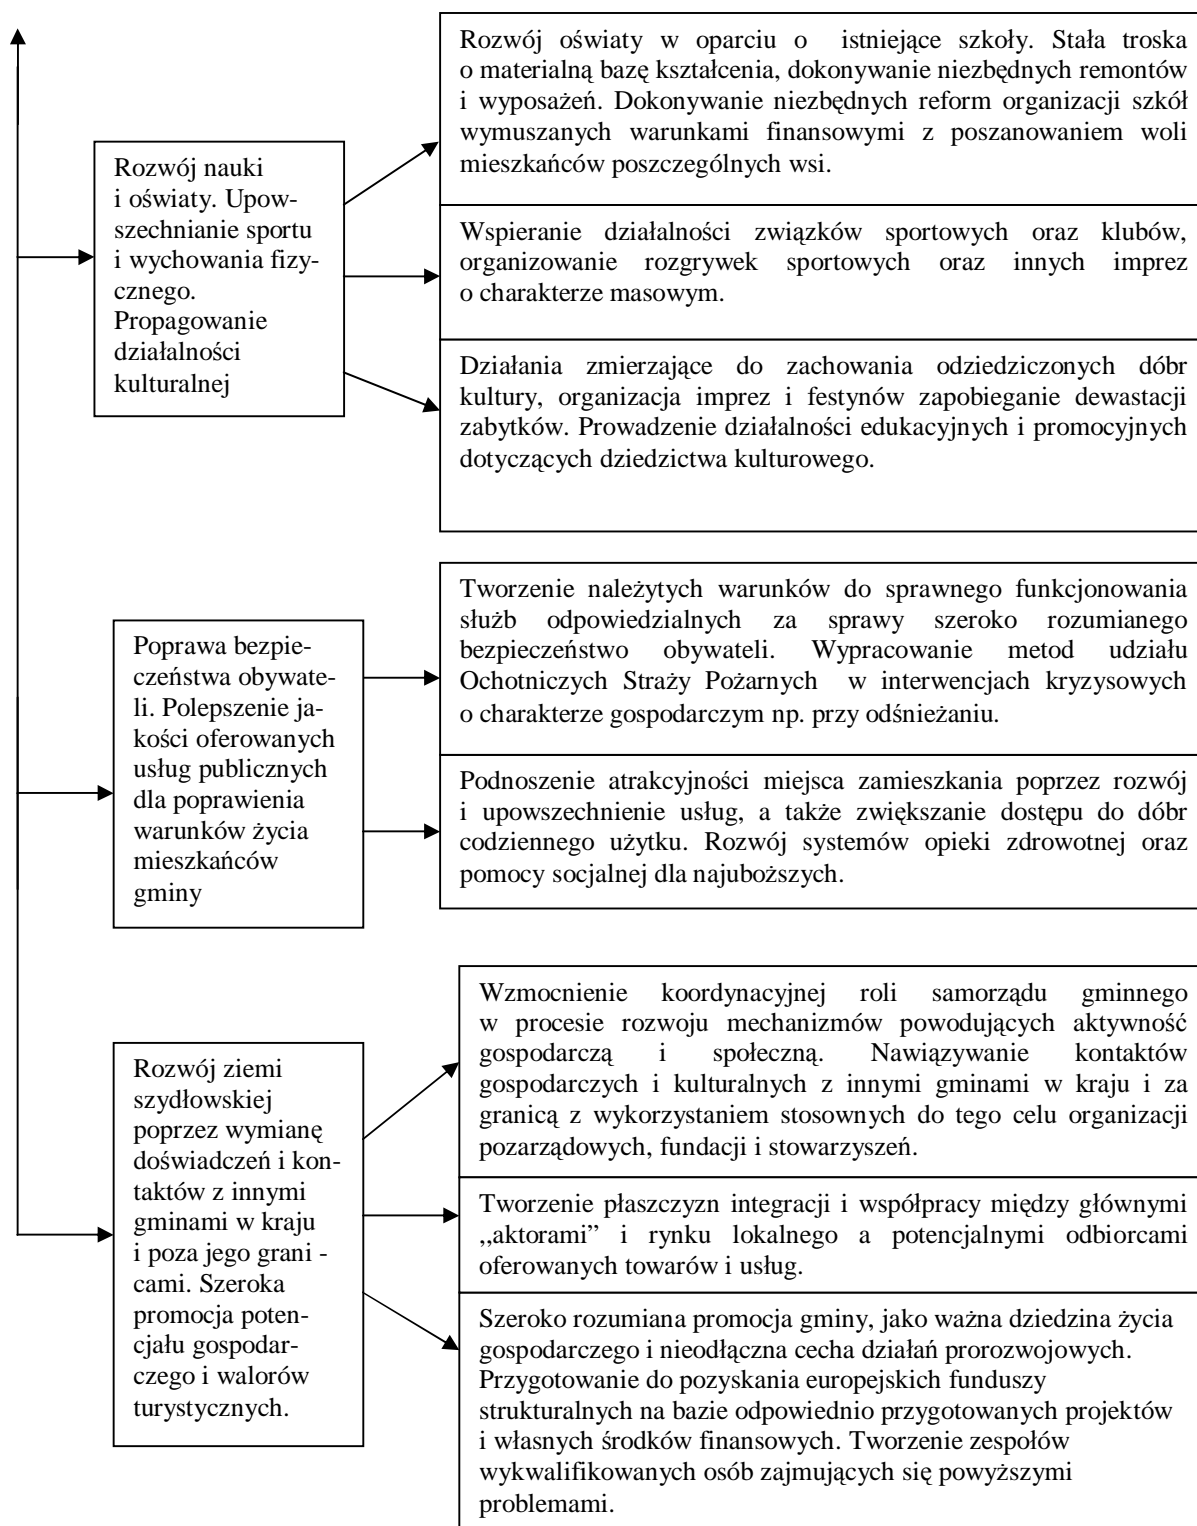 Rozwój nauki
i oświaty. Upow-
szechnianie sportu
i wychowania fizy-
cznego.
Propagowanie
działalności
kulturalnej
Rozwój oświaty w oparciu o istniejące szkoły. Stała troska
o materialną bazę kształcenia, dokonywanie niezbędnych remontów
i wyposażeń. Dokonywanie niezbędnych reform organizacji szkół
wymuszanych warunkami finansowymi z poszanowaniem woli
mieszkańców poszczególnych wsi.
Wspieranie działalności związków sportowych oraz klubów,
organizowanie rozgrywek sportowych oraz innych imprez
o charakterze masowym.
Działania zmierzające do zachowania odziedziczonych dóbr
kultury, organizacja imprez i festynów zapobieganie dewastacji
zabytków. Prowadzenie działalności edukacyjnych i promocyjnych
dotyczących dziedzictwa kulturowego.
Poprawa bezpie-
czeństwa obywate-
li. Polepszenie ja-
kości oferowanych
usług publicznych
dla poprawienia
warunków życia
mieszkańców
gminy
Tworzenie należytych warunków do sprawnego funkcjonowania
służb odpowiedzialnych za sprawy szeroko rozumianego
bezpieczeństwo obywateli. Wypracowanie metod udziału
Ochotniczych Straży Pożarnych w interwencjach kryzysowych
o charakterze gospodarczym np. przy odśnieżaniu.
Podnoszenie atrakcyjności miejsca zamieszkania poprzez rozwój
i upowszechnienie usług, a także zwiększanie dostępu do dóbr
codziennego użytku. Rozwój systemów opieki zdrowotnej oraz
pomocy socjalnej dla najuboższych.
Rozwój ziemi
szydłowskiej
poprzez wymianę
doświadczeń i kon-
taktów z innymi
gminami w kraju
i poza jego grani -
cami. Szeroka
promocja poten-
cjału gospodar-
czego i walorów
turystycznych.
Wzmocnienie koordynacyjnej roli samorządu gminnego
w procesie rozwoju mechanizmów powodujących aktywność
gospodarczą i społeczną. Nawiązywanie kontaktów
gospodarczych i kulturalnych z innymi gminami w kraju i za
granicą z wykorzystaniem stosownych do tego celu organizacji
pozarządowych, fundacji i stowarzyszeń.
Tworzenie płaszczyzn integracji i współpracy między głównymi
,,aktorami” i rynku lokalnego a potencjalnymi odbiorcami
oferowanych towarów i usług.
Szeroko rozumiana promocja gminy, jako ważna dziedzina życia
gospodarczego i nieodłączna cecha działań prorozwojowych.
Przygotowanie do pozyskania europejskich funduszy
strukturalnych na bazie odpowiednio przygotowanych projektów
i własnych środków finansowych. Tworzenie zespołów
wykwalifikowanych osób zajmujących się powyższymi
problemami.